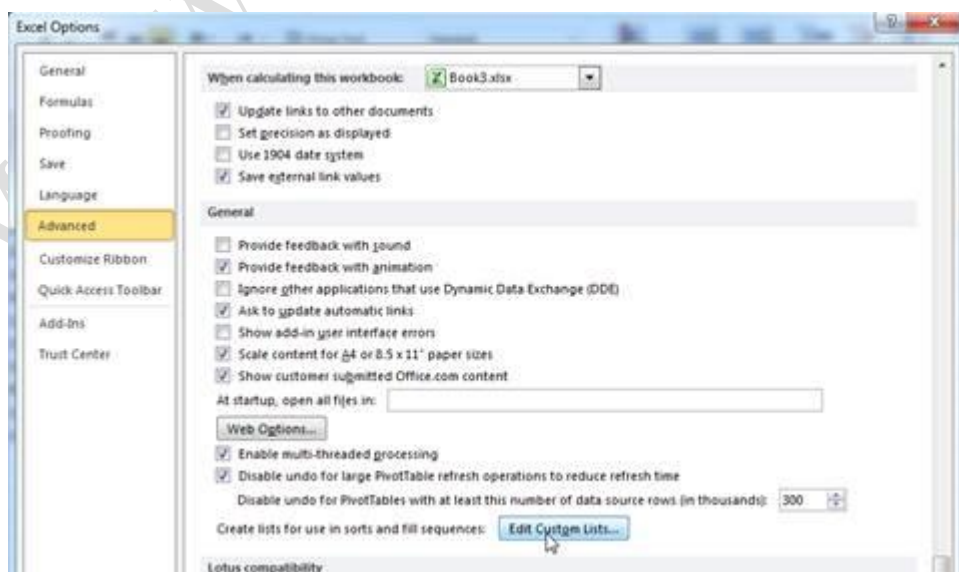 Excel Options
General
Formulas
Proofing
Save
Language
Advanced
Customize Ribbon
Quick Access Toolbar
Add-Ins
Trust Center
When calculating this workbook: Book3.xlsx
Update links to other documents
Set precision as displayed
Use 1904 date system
Save external link values
General
Provide feedback with sound
Provide feedback with animation
Ignore other applications that use Dynamic Data Exchange (DDE)
Ask to update automatic links
Show add-in user interface errors
Scale content for A4 or 8.5 x 11" paper sizes
Show customer submitted Office.com content
At startup, open all files in:
Web Options...
Enable multi-threaded processing
Disable undo for large PivotTable refresh operations to reduce refresh time
Disable undo for PivotTables with at least this number of data source rows (in thousands): 300
Create lists for use in sorts and fill sequences: Edit Custom Lists...
Lotus compatibility